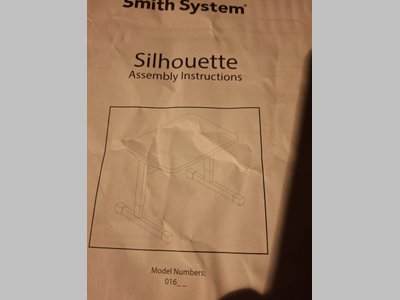 Smith System®
Silhouette
Assembly Instructions
Model Numbers:
016_ _